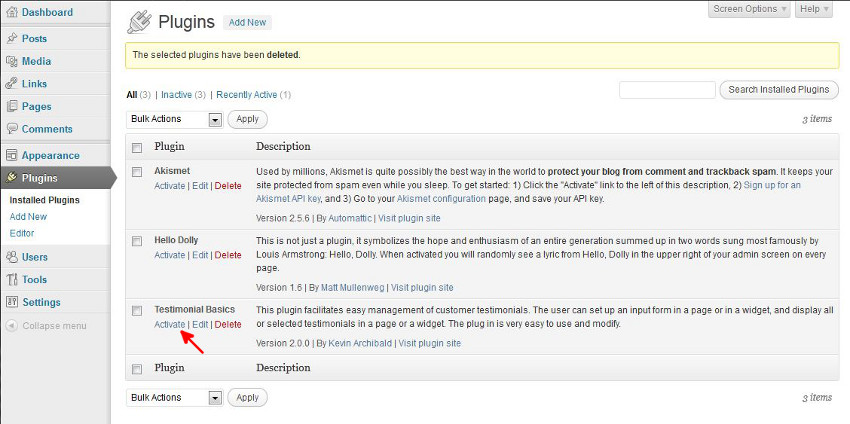 Dashboard
Posts
Media
Links
Pages
Comments
Appearance
Plugins
Installed Plugins
Add New
Editor
Users
Tools
Settings
Collapse menu
Screen Options Help
Plugins Add New
The selected plugins have been deleted.
All (3) | Inactive (3) | Recently Active (1)
Search Installed Plugins
Bulk Actions Apply 3 items
Plugin Description
Akismet
Activate | Edit | Delete
Used by millions, Akismet is quite possibly the best way in the world to protect your blog from comment and trackback spam. It keeps your
site protected from spam even while you sleep. To get started: 1) Click the "Activate" link to the left of this description, 2) Sign up for an
Akismet API key, and 3) Go to your Akismet configuration page, and save your API key.
Version 2.5.6 | By Automattic | Visit plugin site
Hello Dolly
Activate | Edit | Delete
This is not just a plugin, it symbolizes the hope and enthusiasm of an entire generation summed up in two words sung most famously by
Louis Armstrong: Hello, Dolly. When activated you will randomly see a lyric from Hello, Dolly in the upper right of your admin screen on every
page.
Version 1.6 | By Matt Mullenweg | Visit plugin site
Testimonial Basics
Activate | Edit | Delete
This plugin facilitates easy management of customer testimonials. The user can set up an input form in a page or in a widget, and display all
or selected testimonials in a page or a widget. The plug in is very easy to use and modify.
Version 2.0.0 | By Kevin Archibald | Visit plugin site
Plugin Description
Bulk Actions Apply 3 items